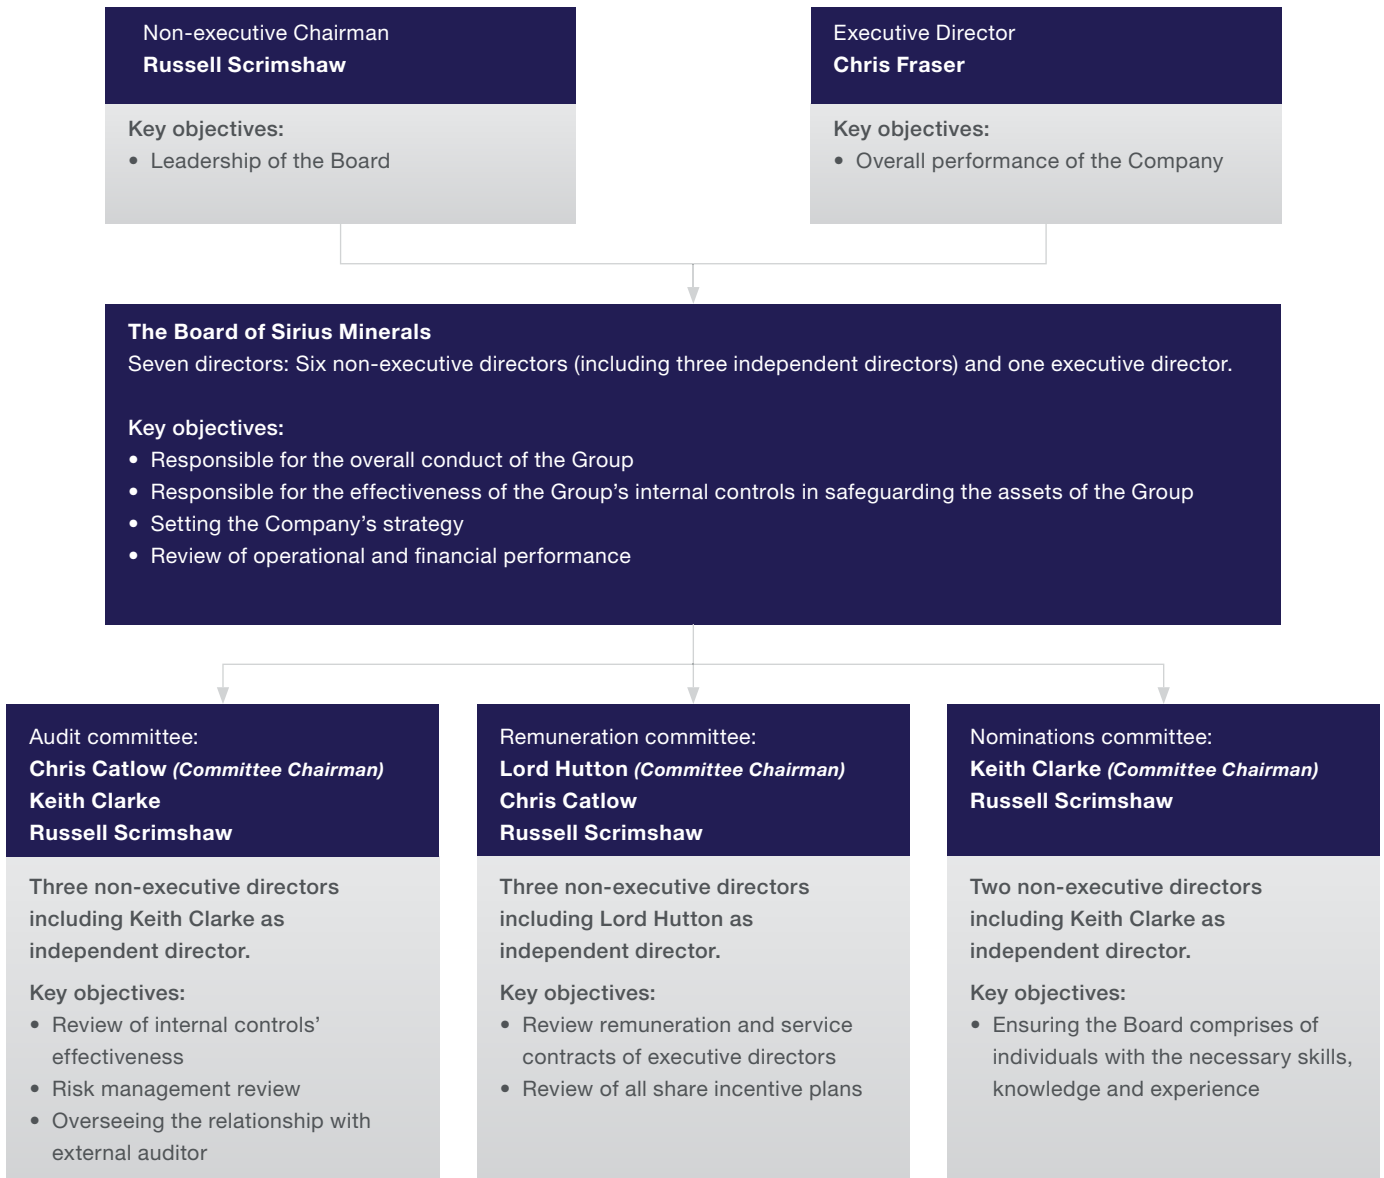 Non-executive Chairman
Russell Scrimshaw
Key objectives:
• Leadership of the Board
Executive Director
Chris Fraser
Key objectives:
• Overall performance of the Company
The Board of Sirius Minerals
Seven directors: Six non-executive directors (including three independent directors) and one executive director.
Key objectives:
• Responsible for the overall conduct of the Group
• Responsible for the effectiveness of the Group’s internal controls in safeguarding the assets of the Group
• Setting the Company’s strategy
• Review of operational and financial performance
Audit committee:
Chris Catlow (Committee Chairman)
Keith Clarke
Russell Scrimshaw
Three non-executive directors
including Keith Clarke as
independent director.
Key objectives:
• Review of internal controls’
effectiveness
• Risk management review
• Overseeing the relationship with
external auditor
Remuneration committee:
Lord Hutton (Committee Chairman)
Chris Catlow
Russell Scrimshaw
Three non-executive directors
including Lord Hutton as
independent director.
Key objectives:
• Review remuneration and service
contracts of executive directors
• Review of all share incentive plans
Nominations committee:
Keith Clarke (Committee Chairman)
Russell Scrimshaw
Two non-executive directors
including Keith Clarke as
independent director.
Key objectives:
• Ensuring the Board comprises of
individuals with the necessary skills,
knowledge and experience